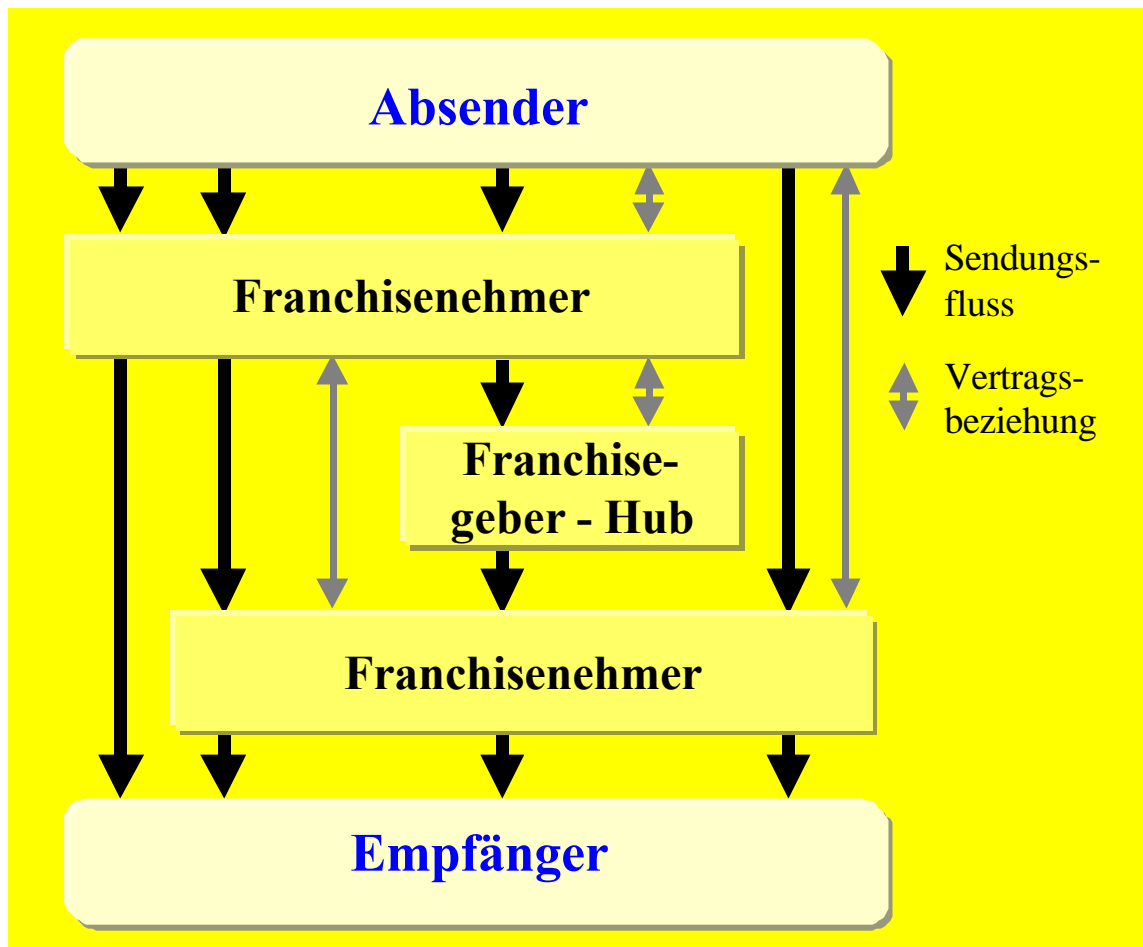 Absender
Franchisenehmer
Sendungs-
fluss
Vertrags-
beziehung
Franchise-
geber - Hub
Franchisenehmer
Empfänger